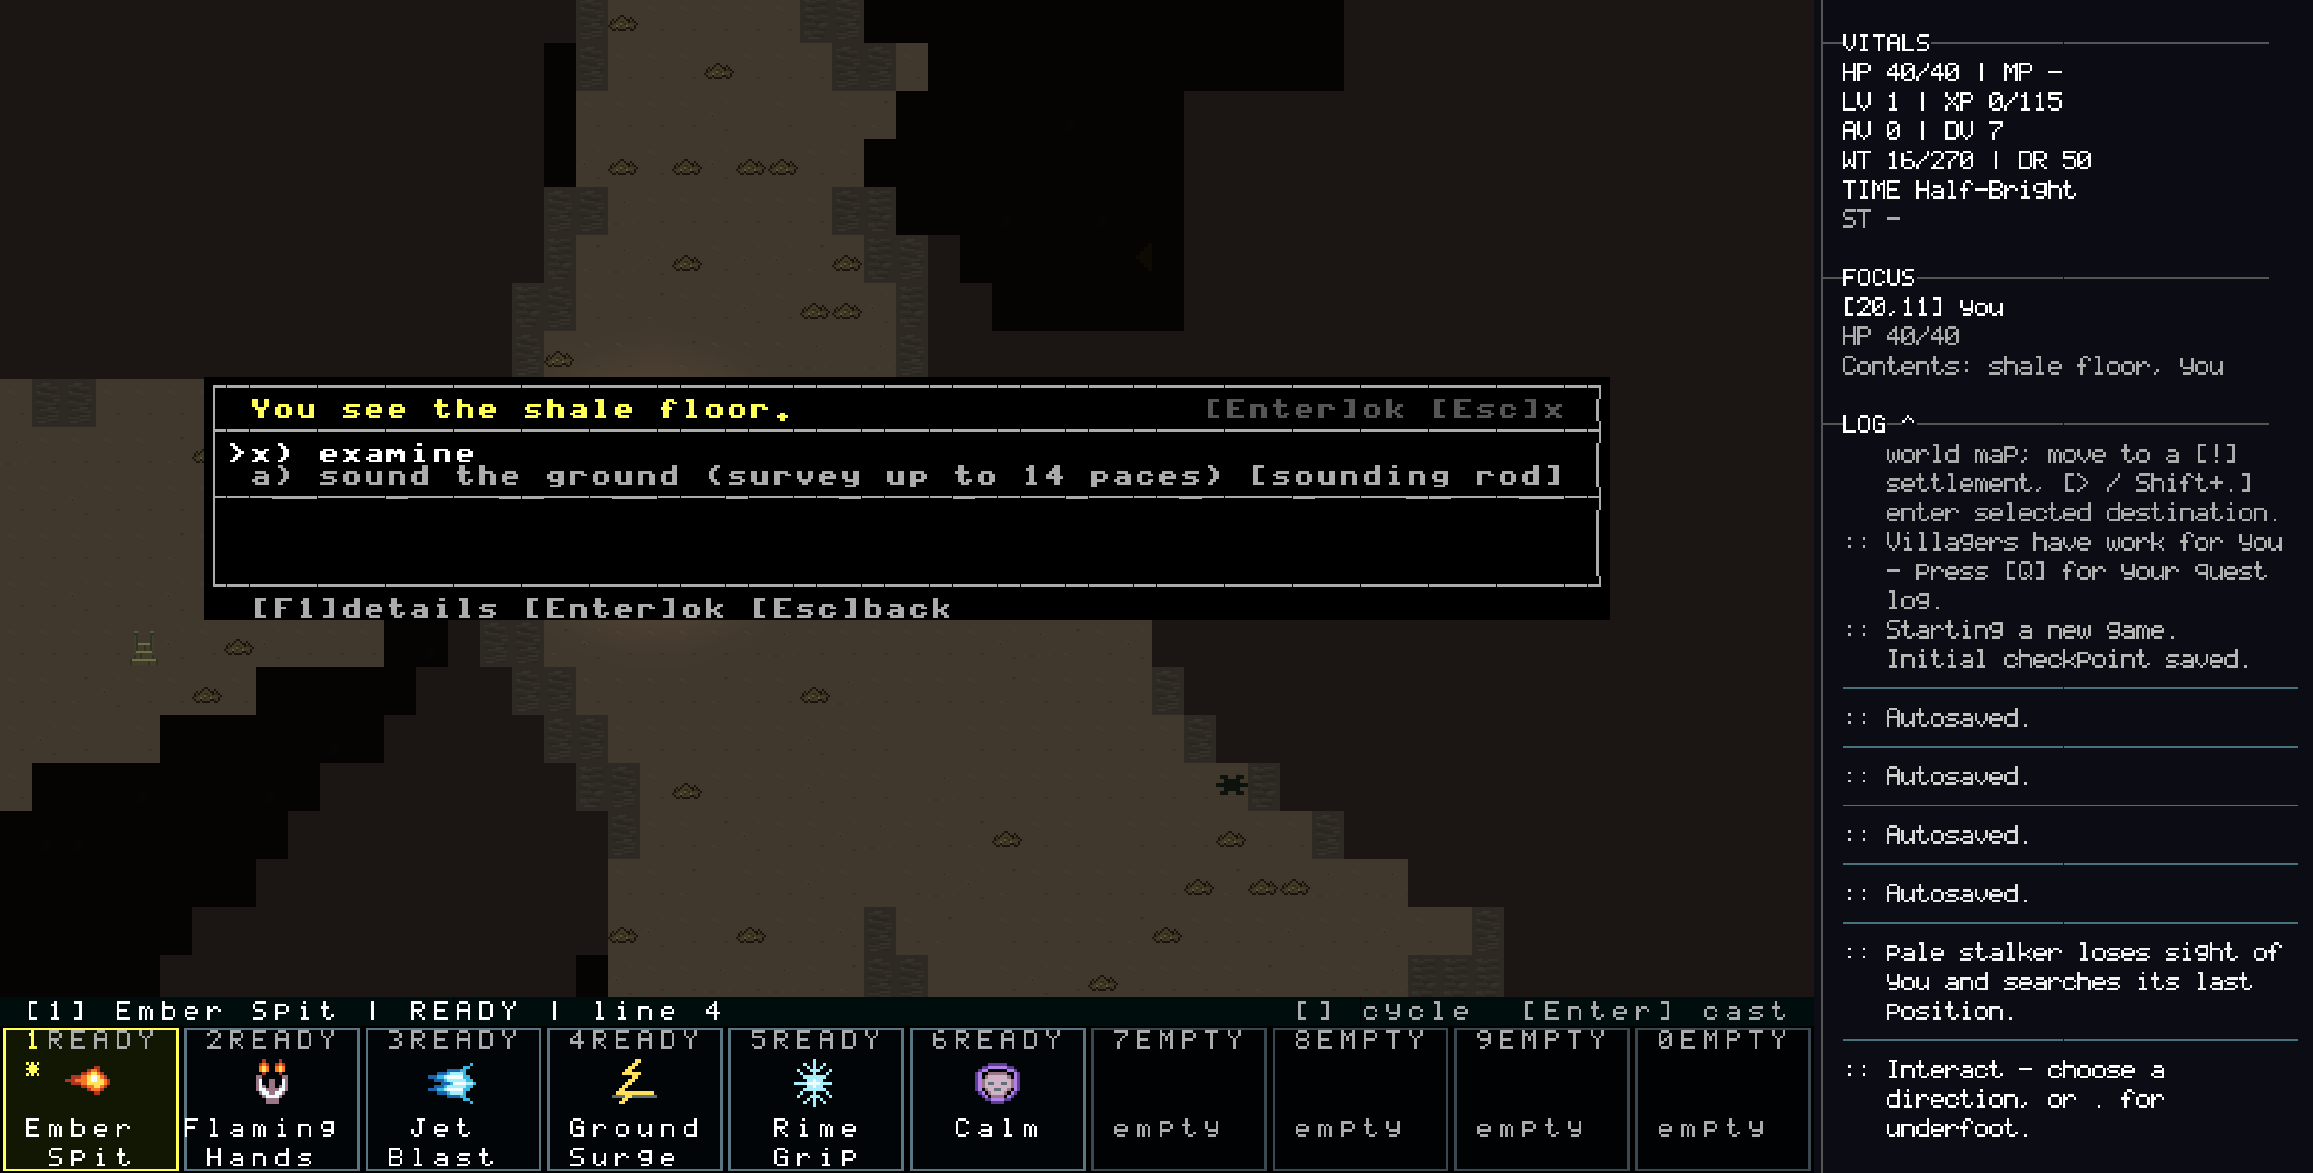 You see the shale floor. [Enter]ok [Esc]x
>x) examine
a) sound the ground (survey up to 14 paces) [sounding rod]
[F1]details [Enter]ok [Esc]back
[1] Ember Spit | READY | line 4 [] cycle [Enter] cast
1READY 2READY 3READY 4READY 5READY 6READY 7EMPTY 8EMPTY 9EMPTY 0EMPTY
Ember Flaming Jet Ground Rime Calm empty empty empty empty
Spit Hands Blast Surge Grip
VITALS
HP 40/40 | MP -
LV 1 | XP 0/115
AV 0 | DV 7
WT 16/270 | DR 50
TIME Half-Bright
ST -
FOCUS
[20,11] You
HP 40/40
Contents: shale floor, You
LOG ^
world map; move to a [!]
settlement, [> / Shift+.]
enter selected destination.
:: Villagers have work for you
- press [Q] for your quest
log.
:: Starting a new game.
Initial checkpoint saved.
:: Autosaved.
:: Autosaved.
:: Autosaved.
:: Autosaved.
:: Pale stalker loses sight of
you and searches its last
position.
:: Interact - choose a
direction, or . for
underfoot.